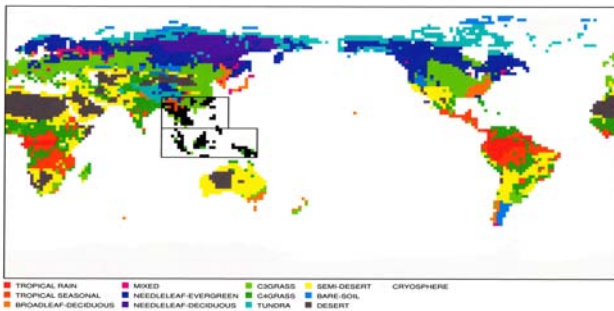 TROPICAL RAIN MIXED C3GRASS SEMI-DESERT CRYOSPHERE
TROPICAL SEASONAL NEEDLELEAF-EVERGREEN C4GRASS BARE-SOIL
BROADLEAF-DECIDUOUS NEEDLELEAF-DECIDUOUS TUNDRA DESERT